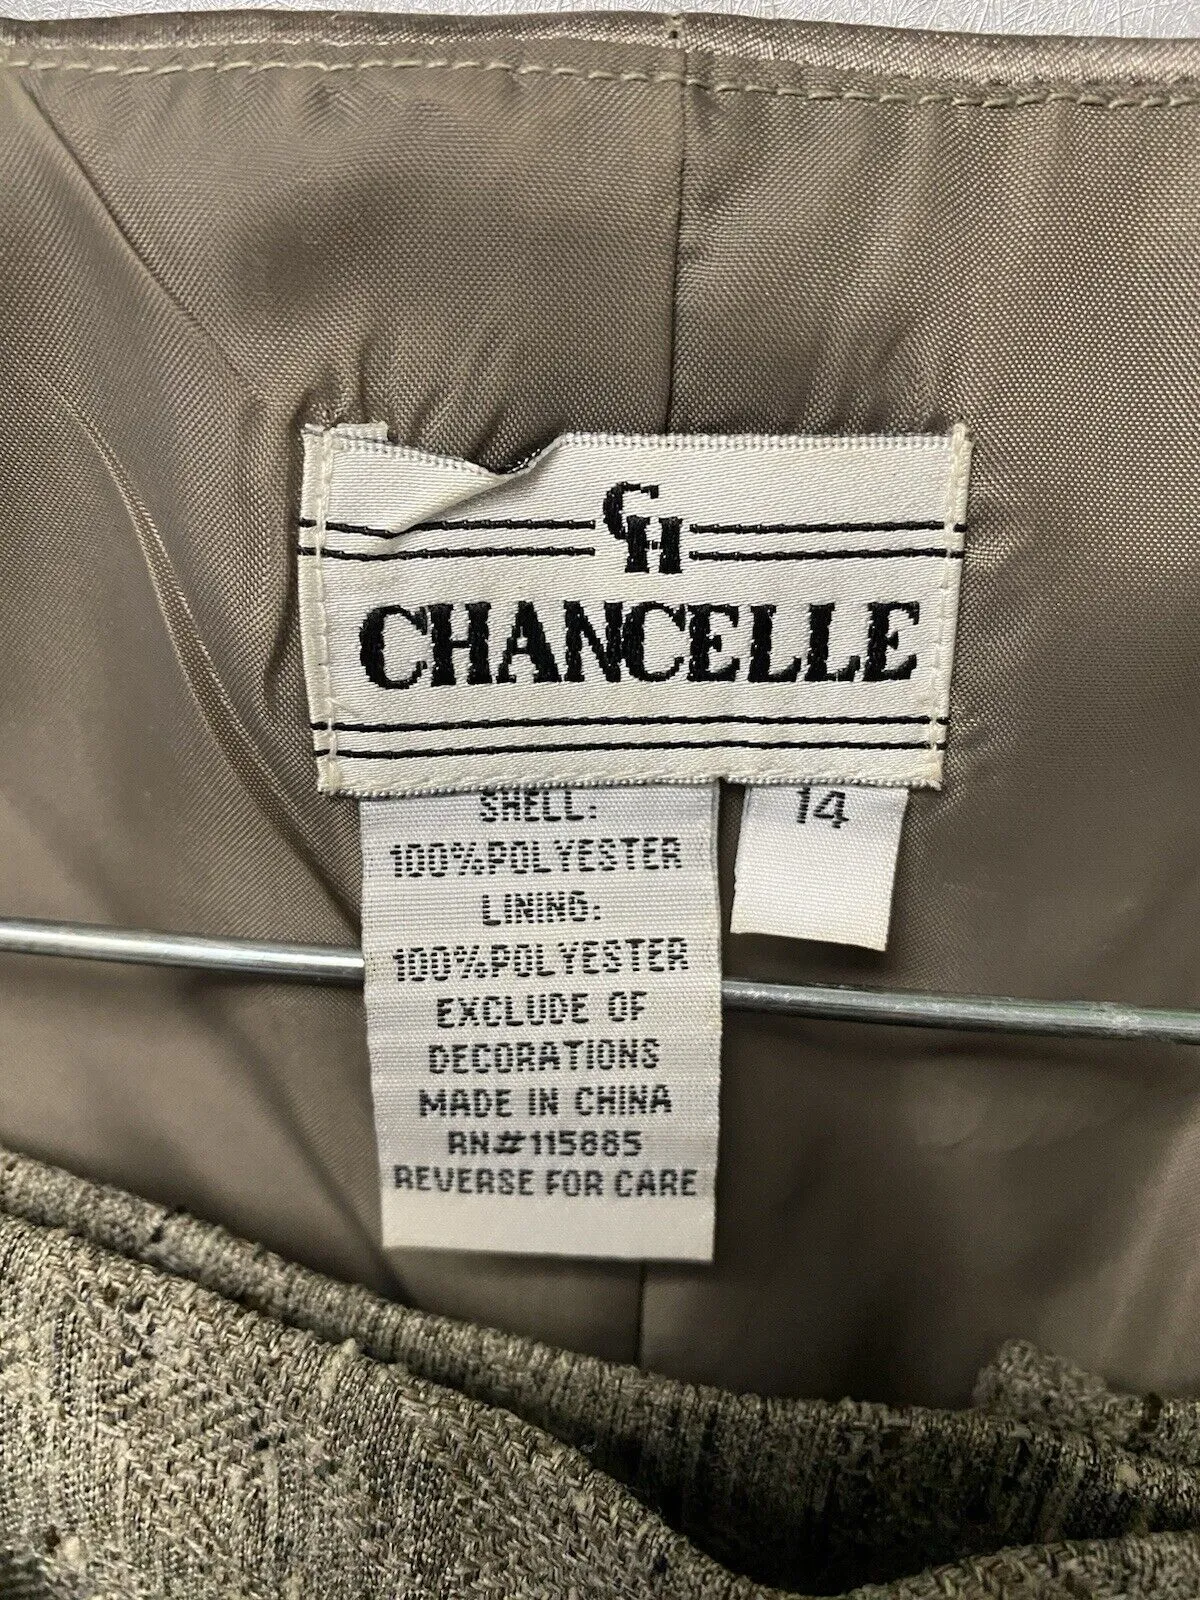 CH
CHANCELLE
14
SHELL:
100%POLYESTER
LINING:
100%POLYESTER
EXCLUDE OF
DECORATIONS
MADE IN CHINA
RN#115885
REVERSE FOR CARE